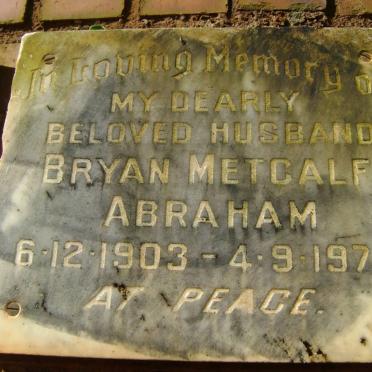 In Loving Memory o
MY DEARLY
BELOVED HUSBAND
BRYAN METCALF
ABRAHAM
6·12·1903 - 4·9·197
AT PEACE.